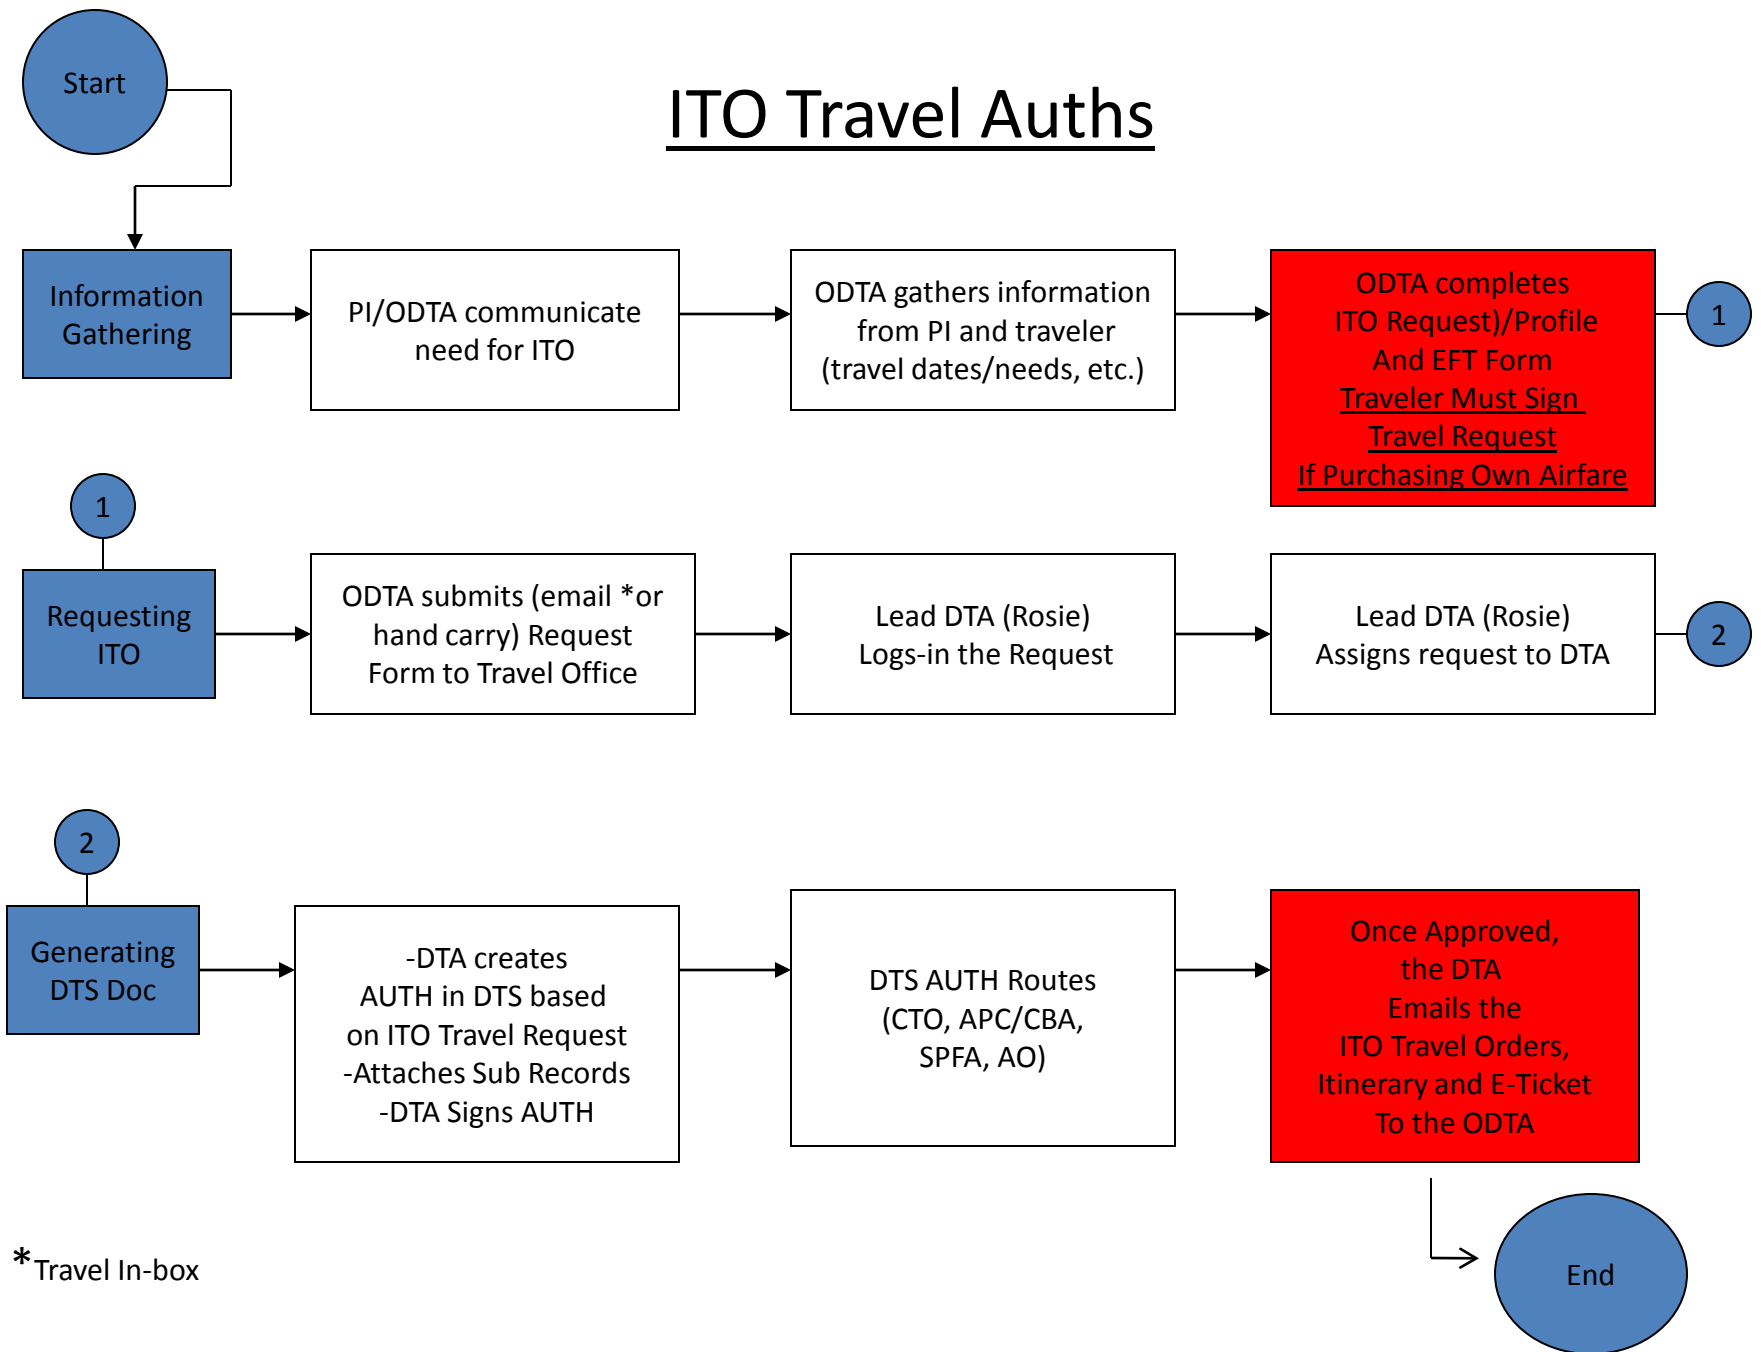 Start
ITO Travel Auths
Information
Gathering
PI/ODTA communicate
need for ITO
ODTA gathers information
from PI and traveler
(travel dates/needs, etc.)
ODTA completes
ITO Request)/Profile
And EFT Form
Traveler Must Sign
Travel Request
If Purchasing Own Airfare
1
1
Requesting
ITO
ODTA submits (email *or
hand carry) Request
Form to Travel Office
Lead DTA (Rosie)
Logs-in the Request
Lead DTA (Rosie)
Assigns request to DTA
2
2
Generating
DTS Doc
-DTA creates
AUTH in DTS based
on ITO Travel Request
-Attaches Sub Records
-DTA Signs AUTH
DTS AUTH Routes
(CTO, APC/CBA,
SPFA, AO)
Once Approved,
the DTA
Emails the
ITO Travel Orders,
Itinerary and E-Ticket
To the ODTA
*Travel In-box
End